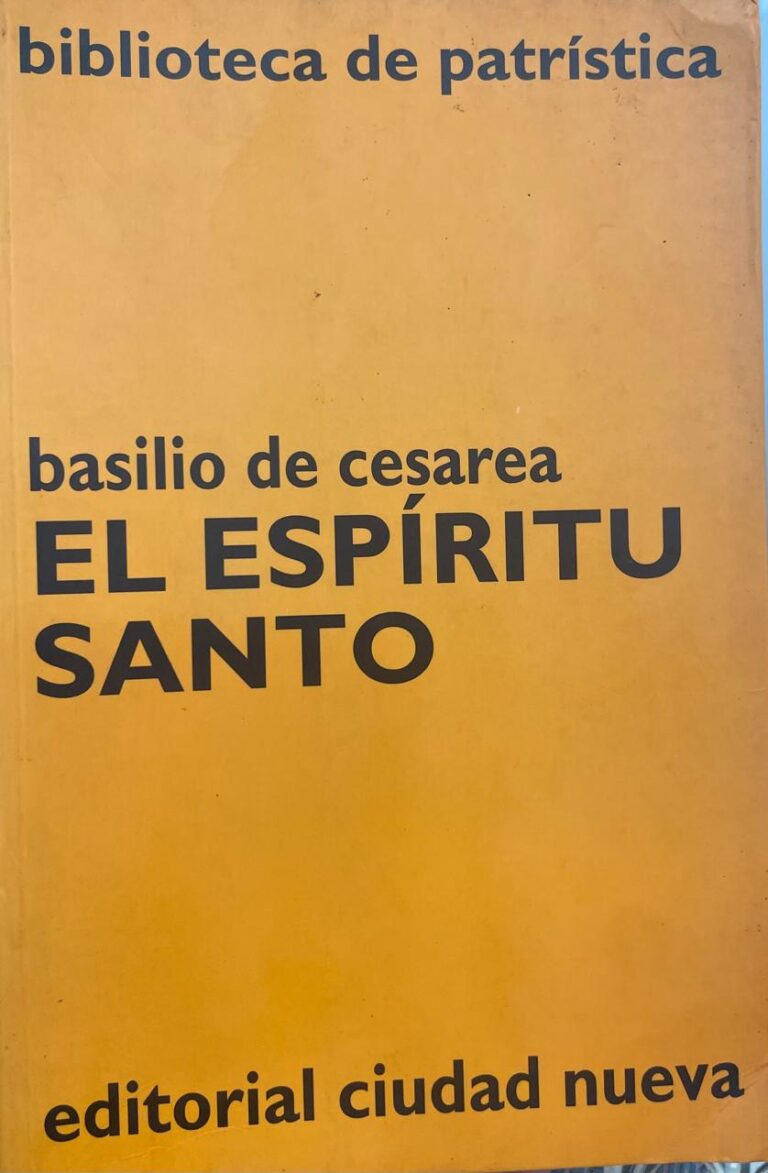 biblioteca de patrística
basilio de cesarea
EL ESPÍRITU
SANTO
editorial ciudad nueva